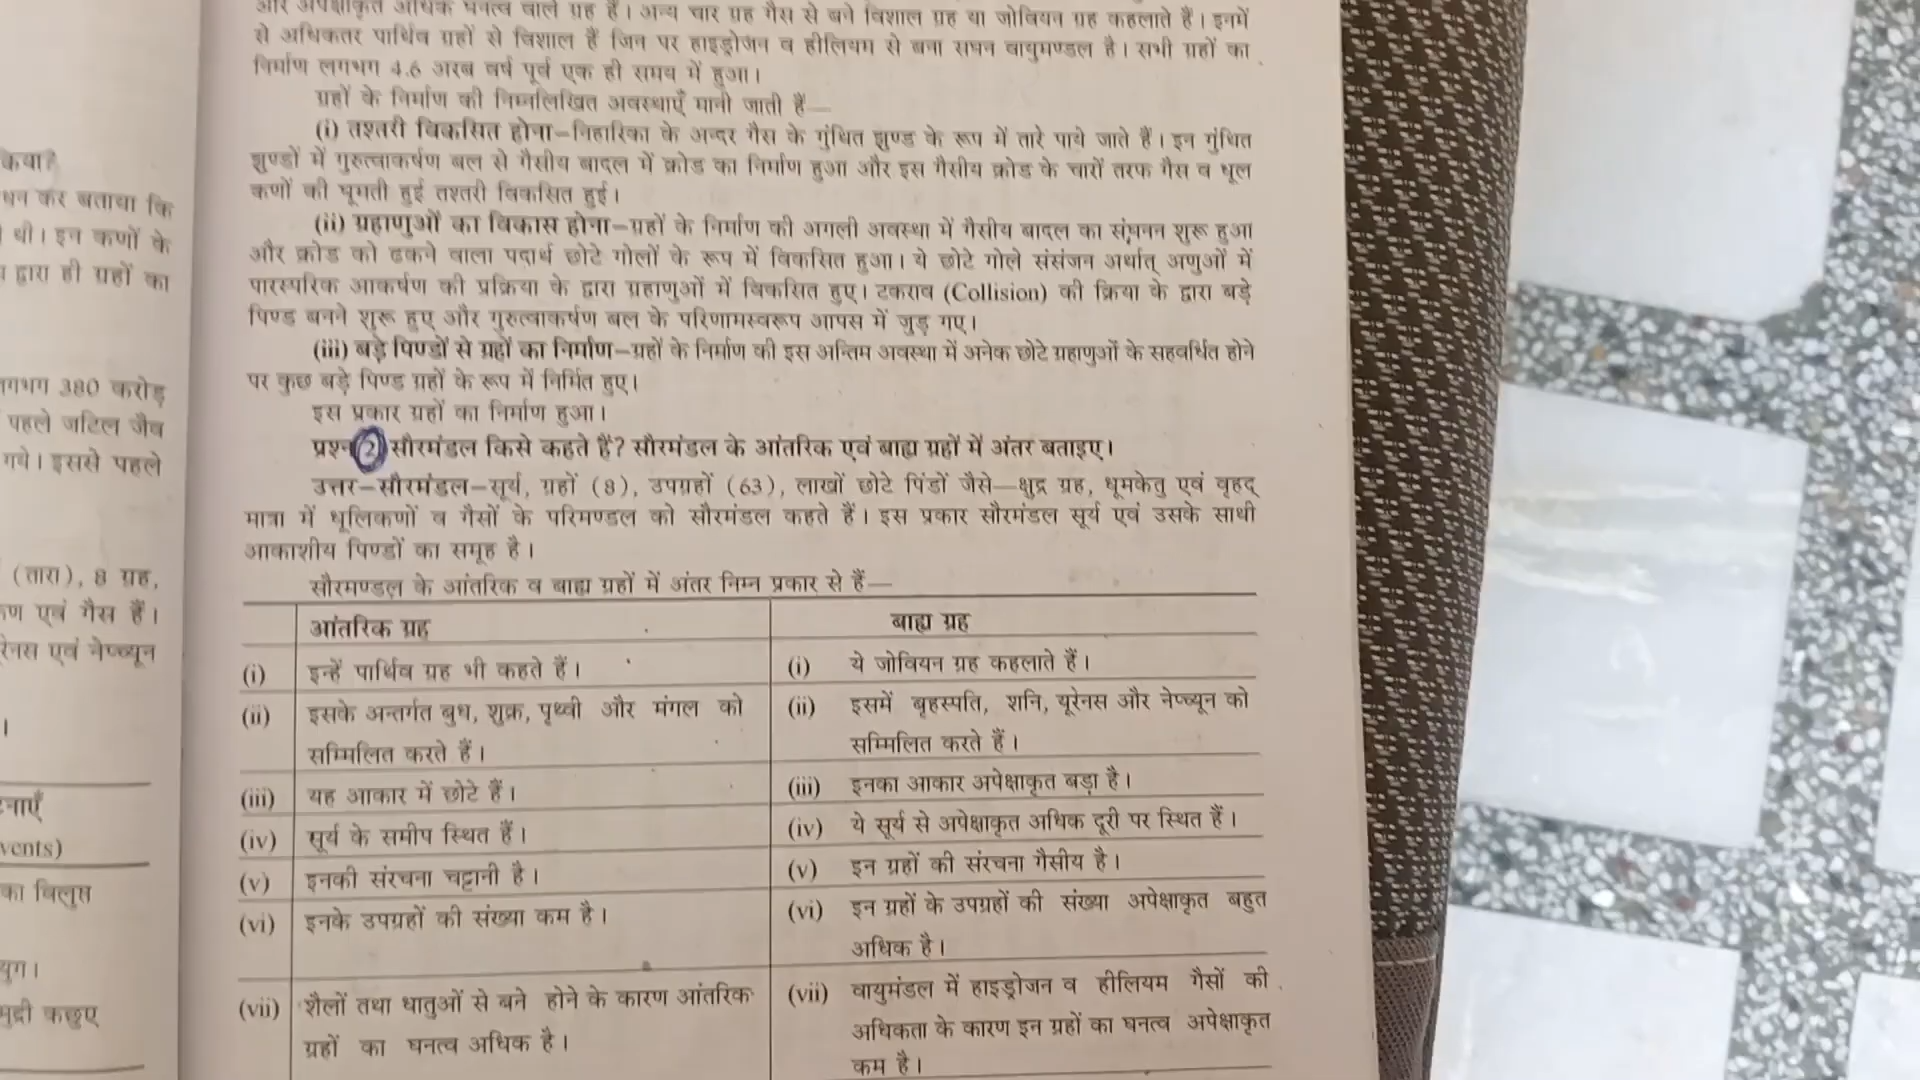 और अपेक्षाकृत अधिक घनत्व वाले ग्रह हैं। अन्य चार ग्रह गैस से बने विशाल ग्रह या जोवियन ग्रह कहलाते हैं। इनमें
से अधिकतर पार्थिव ग्रहों से विशाल हैं जिन पर हाइड्रोजन व हीलियम से बना सघन वायुमण्डल है। सभी ग्रहों का
निर्माण लगभग 4.6 अरब वर्ष पूर्व एक ही समय में हुआ।
ग्रहों के निर्माण की निम्नलिखित अवस्थाएँ मानी जाती हैं—
(i) तश्तरी विकसित होना–निहारिका के अन्दर गैस के गुंथित झुण्ड के रूप में तारे पाये जाते हैं। इन गुंथित
झुण्डों में गुरुत्वाकर्षण बल से गैसीय बादल में क्रोड का निर्माण हुआ और इस गैसीय क्रोड के चारों तरफ गैस व धूल
कणों की घूमती हुई तश्तरी विकसित हुई।
(ii) ग्रहाणुओं का विकास होना–ग्रहों के निर्माण की अगली अवस्था में गैसीय बादल का संघनन शुरू हुआ
और क्रोड को ढकने वाला पदार्थ छोटे गोलों के रूप में विकसित हुआ। ये छोटे गोले संसंजन अर्थात् अणुओं में
पारस्परिक आकर्षण की प्रक्रिया के द्वारा ग्रहाणुओं में विकसित हुए। टकराव (Collision) की क्रिया के द्वारा बड़े
पिण्ड बनने शुरू हुए और गुरुत्वाकर्षण बल के परिणामस्वरूप आपस में जुड़ गए।
(iii) बड़े पिण्डों से ग्रहों का निर्माण–ग्रहों के निर्माण की इस अन्तिम अवस्था में अनेक छोटे ग्रहाणुओं के सहवर्धित होने
पर कुछ बड़े पिण्ड ग्रहों के रूप में निर्मित हुए।
इस प्रकार ग्रहों का निर्माण हुआ।
प्रश्न 2 सौरमंडल किसे कहते हैं? सौरमंडल के आंतरिक एवं बाह्य ग्रहों में अंतर बताइए।
उत्तर–सौरमंडल–सूर्य, ग्रहों (8), उपग्रहों (63), लाखों छोटे पिंडों जैसे—क्षुद्र ग्रह, धूमकेतु एवं वृहद्
मात्रा में धूलिकणों व गैसों के परिमण्डल को सौरमंडल कहते हैं। इस प्रकार सौरमंडल सूर्य एवं उसके साथी
आकाशीय पिण्डों का समूह है।
सौरमण्डल के आंतरिक व बाह्य ग्रहों में अंतर निम्न प्रकार से हैं—
आंतरिक ग्रह बाह्य ग्रह
(i) इन्हें पार्थिव ग्रह भी कहते हैं। (i) ये जोवियन ग्रह कहलाते हैं।
(ii) इसके अन्तर्गत बुध, शुक्र, पृथ्वी और मंगल को (ii) इसमें बृहस्पति, शनि, यूरेनस और नेप्च्यून को
सम्मिलित करते हैं। सम्मिलित करते हैं।
(iii) यह आकार में छोटे हैं। (iii) इनका आकार अपेक्षाकृत बड़ा है।
(iv) सूर्य के समीप स्थित हैं। (iv) ये सूर्य से अपेक्षाकृत अधिक दूरी पर स्थित हैं।
(v) इनकी संरचना चट्टानी है। (v) इन ग्रहों की संरचना गैसीय है।
(vi) इनके उपग्रहों की संख्या कम है। (vi) इन ग्रहों के उपग्रहों की संख्या अपेक्षाकृत बहुत
अधिक है।
(vii) शैलों तथा धातुओं से बने होने के कारण आंतरिक (vii) वायुमंडल में हाइड्रोजन व हीलियम गैसों की
ग्रहों का घनत्व अधिक है। अधिकता के कारण इन ग्रहों का घनत्व अपेक्षाकृत
कम है।
कर बताया कि
थी। इन कणों के
द्वारा ही ग्रहों का
380 करोड़
पहले जटिल जैव
गये। इससे पहले
(तारा), 8 ग्रह,
एवं गैस हैं।
एवं नेप्च्यून
का विलुप्त
कछुए